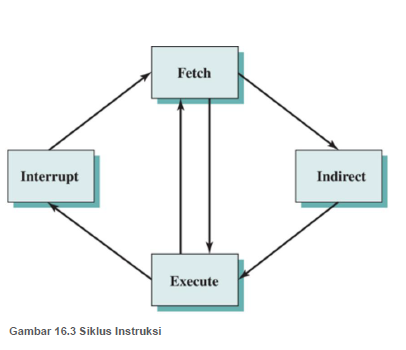 Fetch
Interrupt
Indirect
Execute
Gambar 16.3 Siklus Instruksi